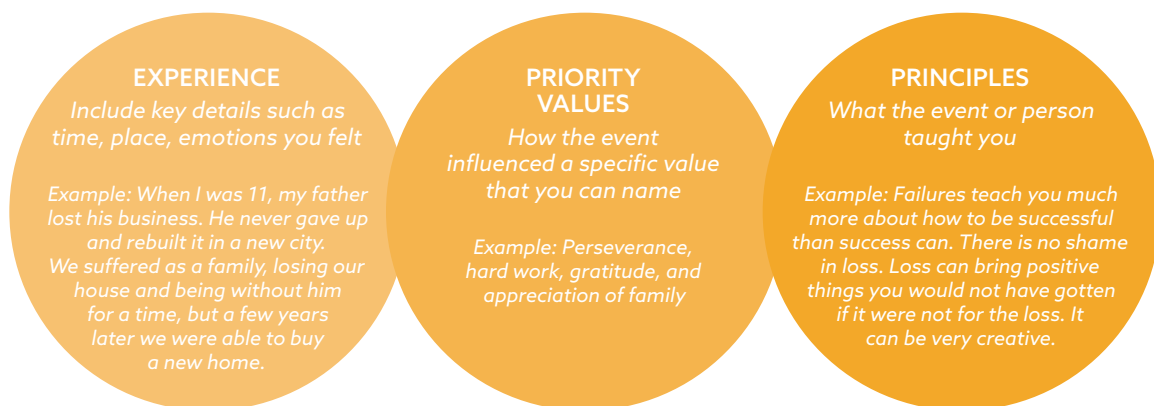 EXPERIENCE
Include key details such as
time, place, emotions you felt
Example: When I was 11, my father
lost his business. He never gave up
and rebuilt it in a new city.
We suffered as a family, losing our
house and being without him
for a time, but a few years
later we were able to buy
a new home.
PRIORITY
VALUES
How the event
influenced a specific value
that you can name
Example: Perseverance,
hard work, gratitude, and
appreciation of family
PRINCIPLES
What the event or person
taught you
Example: Failures teach you much
more about how to be successful
than success can. There is no shame
in loss. Loss can bring positive
things you would not have gotten
if it were not for the loss. It
can be very creative.